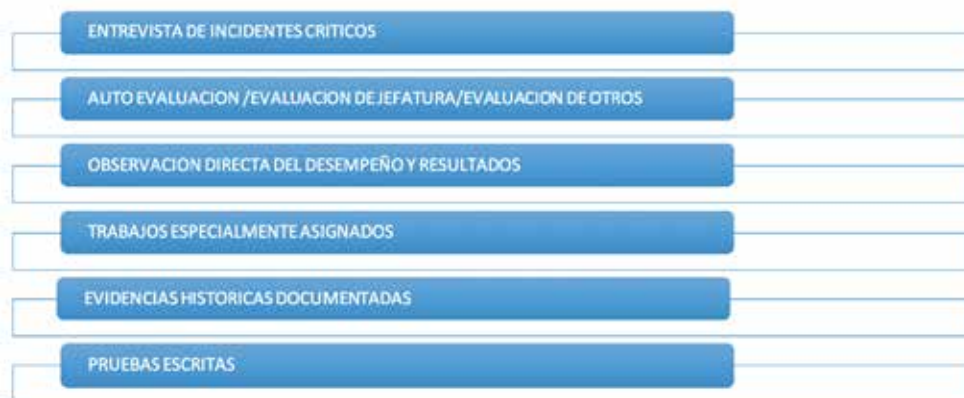 ENTREVISTA DE INCIDENTES CRITICOS
AUTO EVALUACION /EVALUACION DE JEFATURA/EVALUACION DE OTROS
OBSERVACION DIRECTA DEL DESEMPEÑO Y RESULTADOS
TRABAJOS ESPECIALMENTE ASIGNADOS
EVIDENCIAS HISTORICAS DOCUMENTADAS
PRUEBAS ESCRITAS